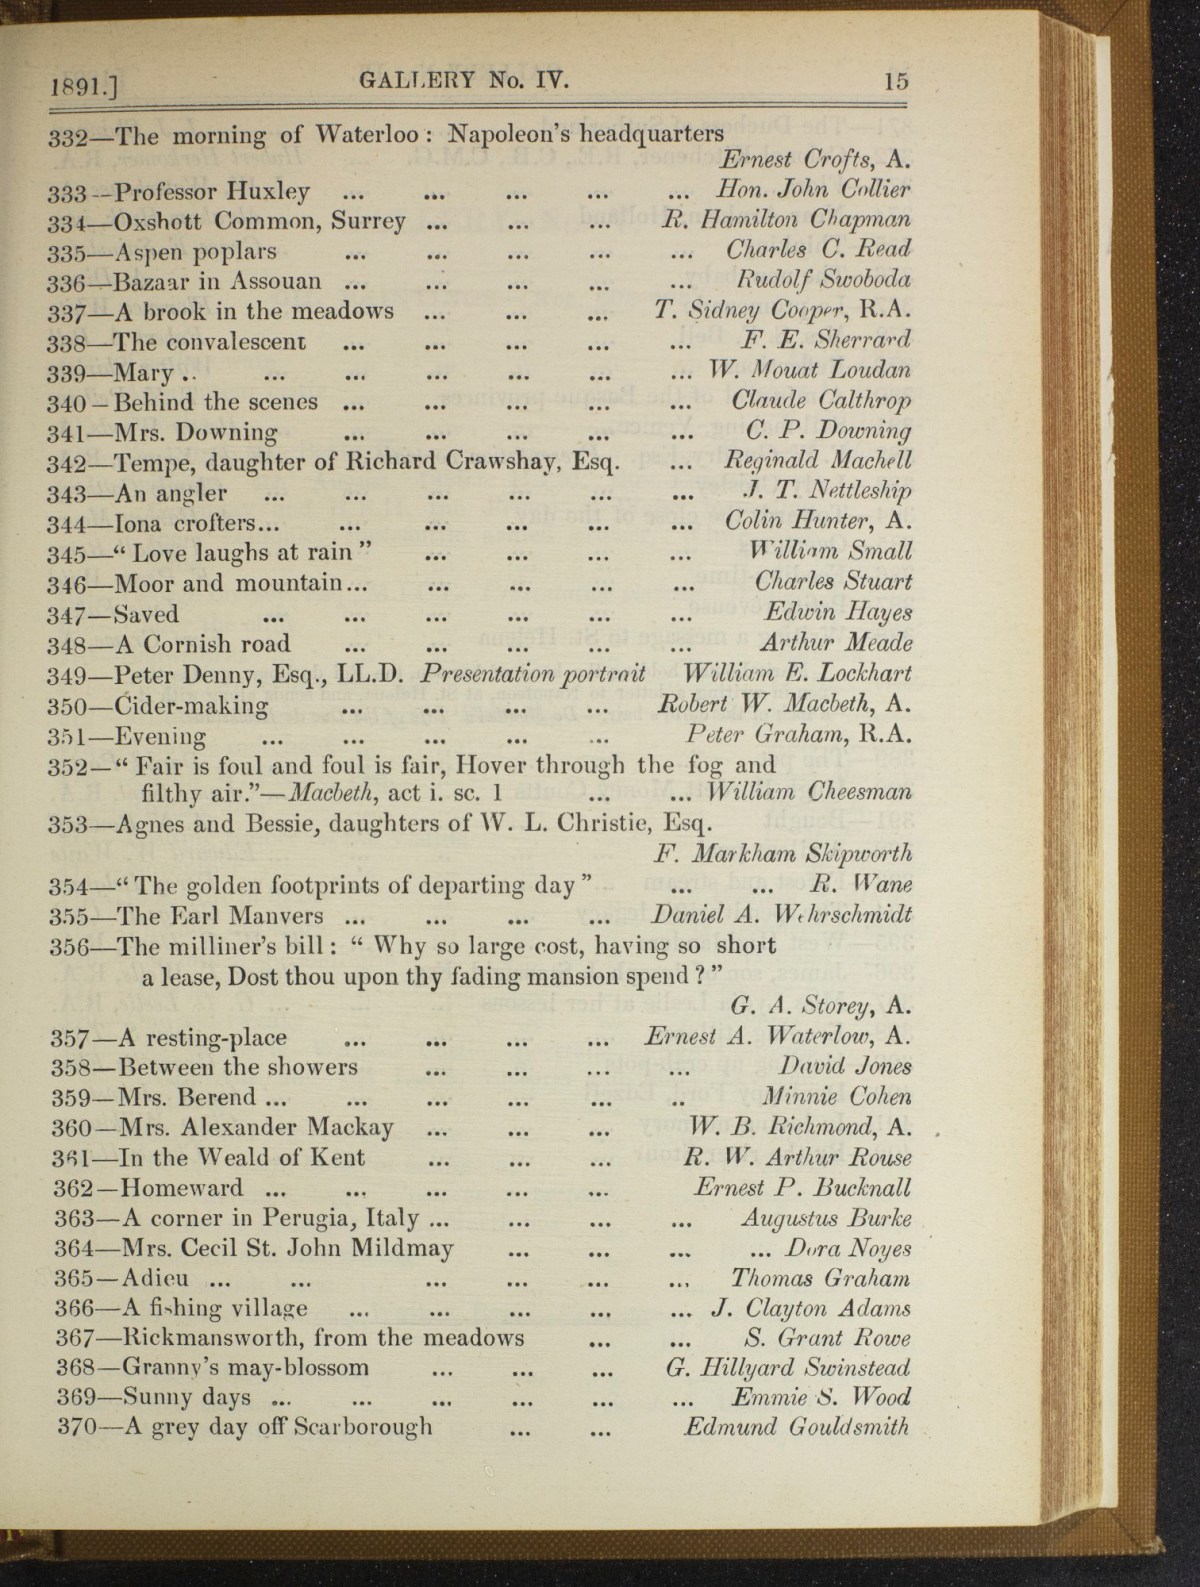 1891.] GALLERY No. IV. 15
332—The morning of Waterloo: Napoleon's headquarters
Ernest Crofts, A.
333—Professor Huxley ... ... ... ... ... Hon. John Collier
334—Oxshott Common, Surrey ... ... ... R. Hamilton Chapman
335—Aspen poplars ... ... ... ... ... Charles C. Read
336—Bazaar in Assouan ... ... ... ... ... Rudolf Swoboda
337—A brook in the meadows ... ... ... T. Sidney Cooper, R.A.
338—The convalescent ... ... ... ... ... F. E. Sherrard
339—Mary .. ... ... ... ... ... ... W. Mouat Loudan
340—Behind the scenes ... ... ... ... ... Claude Calthrop
341—Mrs. Downing ... ... ... ... ... C. P. Downing
342—Tempe, daughter of Richard Crawshay, Esq. ... Reginald Machell
343—An angler ... ... ... ... ... ... J. T. Nettleship
344—Iona crofters... ... ... ... ... ... Colin Hunter, A.
345—“Love laughs at rain” ... ... ... ... William Small
346—Moor and mountain... ... ... ... ... Charles Stuart
347—Saved ... ... ... ... ... ... Edwin Hayes
348—A Cornish road ... ... ... ... ... Arthur Meade
349—Peter Denny, Esq., LL.D. Presentation portrait William E. Lockhart
350—Cider-making ... ... ... ... Robert W. Macbeth, A.
351—Evening ... ... ... ... ... Peter Graham, R.A.
352—“Fair is foul and foul is fair, Hover through the fog and
filthy air.”—Macbeth, act i. sc. 1 ... ... William Cheesman
353—Agnes and Bessie, daughters of W. L. Christie, Esq.
F. Markham Skipworth
354—“The golden footprints of departing day” ... ... R. Wane
355—The Earl Manvers ... ... ... ... Daniel A. Wehrschmidt
356—The milliner's bill: “Why so large cost, having so short
a lease, Dost thou upon thy fading mansion spend?”
G. A. Storey, A.
357—A resting-place ... ... ... ... Ernest A. Waterlow, A.
358—Between the showers ... ... ... ... David Jones
359—Mrs. Berend ... ... ... ... ... .. Minnie Cohen
360—Mrs. Alexander Mackay ... ... ... W. B. Richmond, A.
361—In the Weald of Kent ... ... ... R. W. Arthur Rouse
362—Homeward ... ... ... ... ... Ernest P. Bucknall
363—A corner in Perugia, Italy ... ... ... ... Augustus Burke
364—Mrs. Cecil St. John Mildmay ... ... ... ... Dora Noyes
365—Adieu ... ... ... ... ... ... Thomas Graham
366—A fishing village ... ... ... ... ... J. Clayton Adams
367—Rickmansworth, from the meadows ... ... S. Grant Rowe
368—Granny's may-blossom ... ... ... G. Hillyard Swinstead
369—Sunny days ... ... ... ... ... ... Emmie S. Wood
370—A grey day off Scarborough ... ... Edmund Gouldsmith